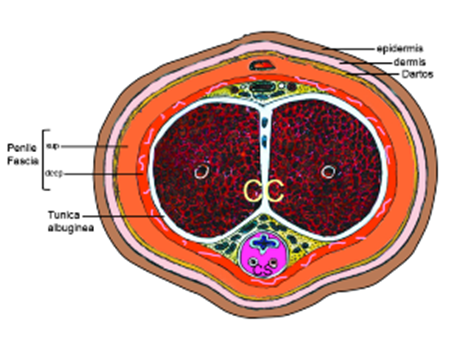 epidermis
dermis
Dartos
Penile
Fascia
sup
deep
CC
Tunica
albuginea
CS